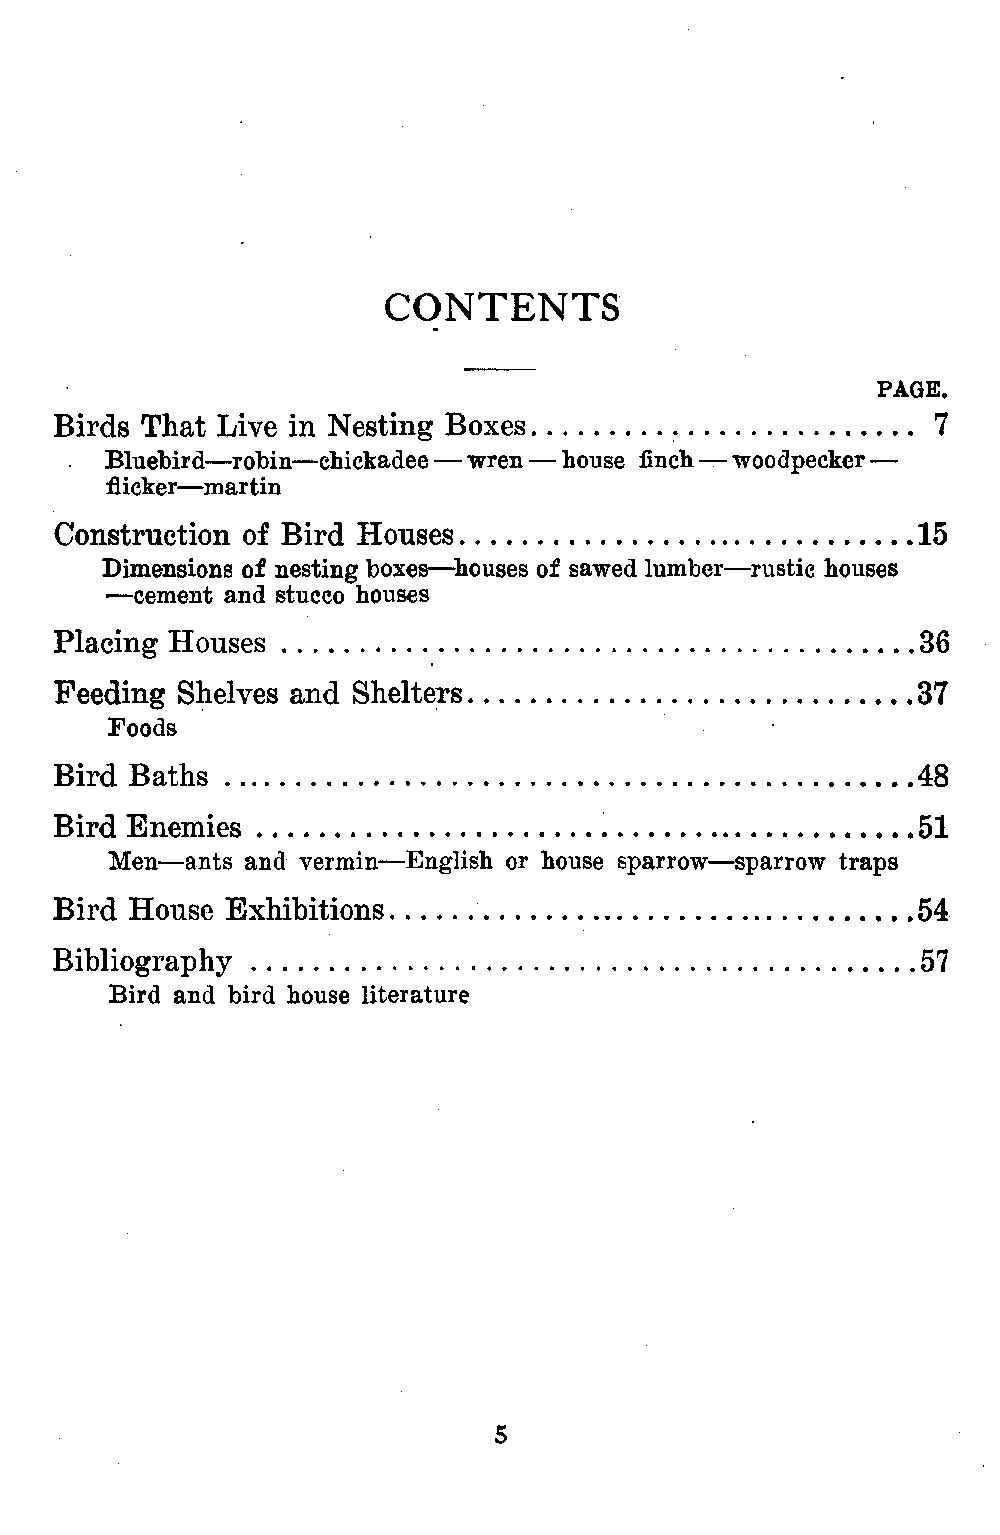 CONTENTS
PAGE.
Birds That Live in Nesting Boxes......................... 7
Bluebird—robin—chickadee—wren—house finch—woodpecker—
flicker—martin
Construction of Bird Houses..............................15
Dimensions of nesting boxes—houses of sawed lumber—rustic houses
—cement and stucco houses
Placing Houses .........................................36
Feeding Shelves and Shelters.............................37
Foods
Bird Baths .............................................48
Bird Enemies ...........................................51
Men—ants and vermin—English or house sparrow—sparrow traps
Bird House Exhibitions..................................54
Bibliography ...........................................57
Bird and bird house literature
5